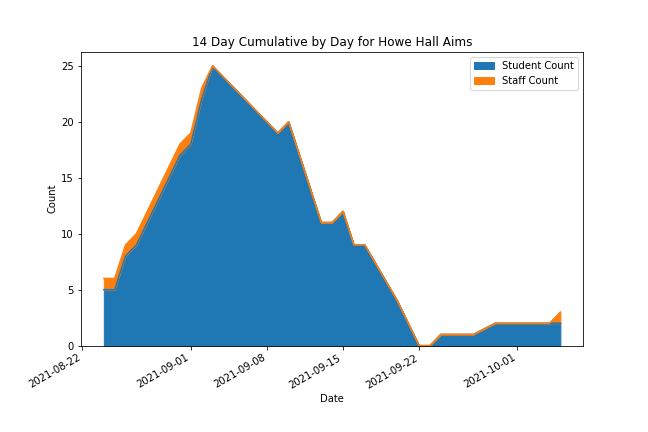 14 Day Cumulative by Day for Howe Hall Aims
Student Count
Staff Count
25
20
15
10
5
0
Count
2021-08-22
2021-09-01
2021-09-08
2021-09-15
2021-09-22
2021-10-01
Date